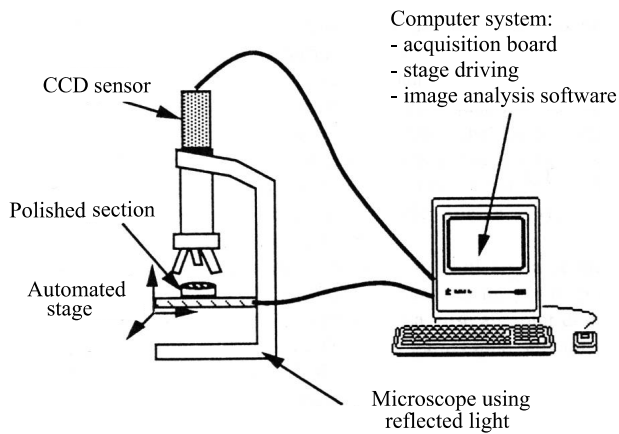 Computer system:
- acquisition board
- stage driving
- image analysis software
CCD sensor
Polished section
Automated
stage
Microscope using
reflected light